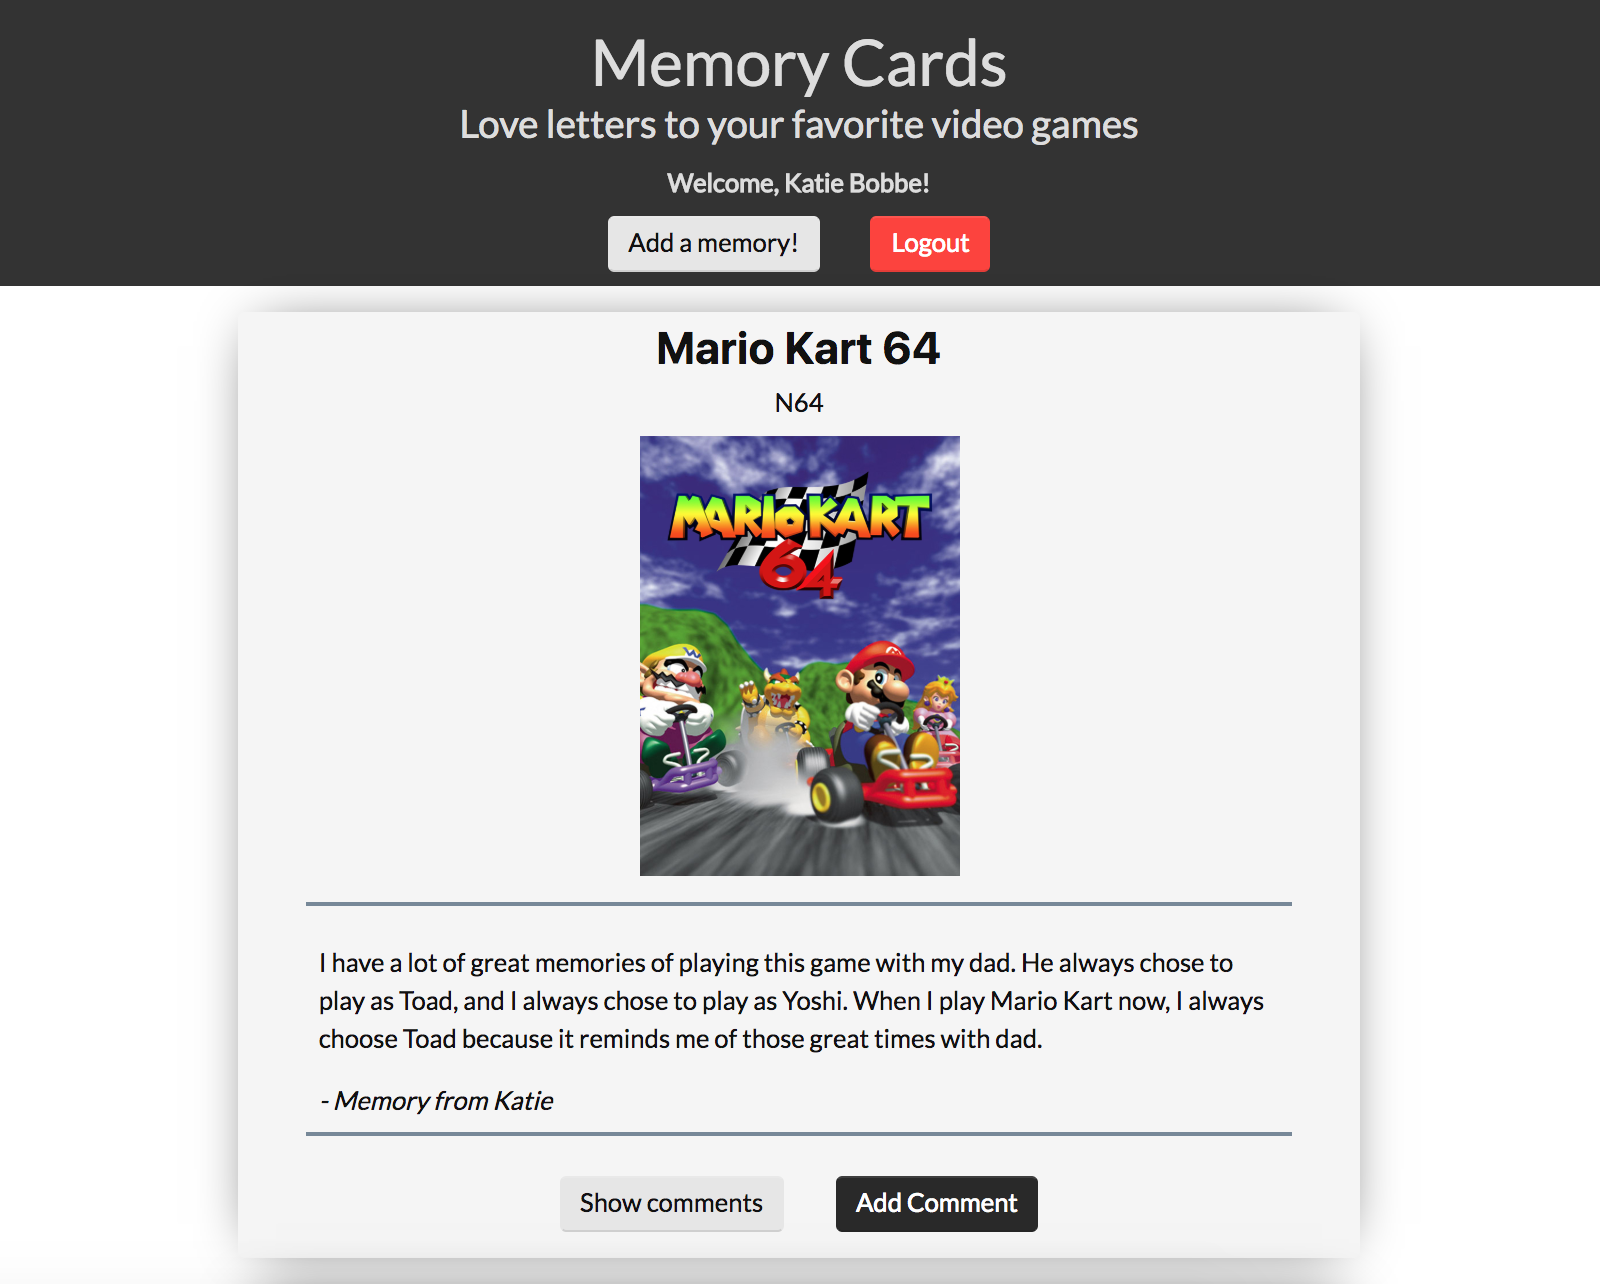 Memory Cards
Love letters to your favorite video games
Welcome, Katie Bobbe!
Add a memory! Logout
Mario Kart 64
N64
MARIO KART
64
I have a lot of great memories of playing this game with my dad. He always chose to
play as Toad, and I always chose to play as Yoshi. When I play Mario Kart now, I always
choose Toad because it reminds me of those great times with dad.
- Memory from Katie
Show comments Add Comment